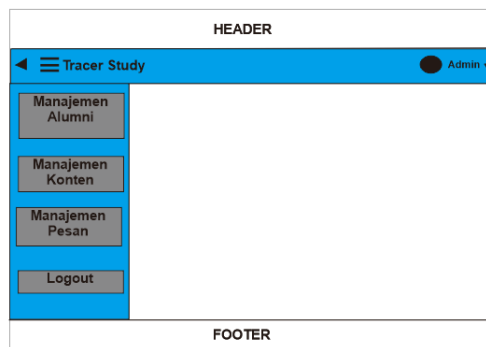 HEADER
Tracer Study
Admin
Manajemen
Alumni
Manajemen
Konten
Manajemen
Pesan
Logout
FOOTER